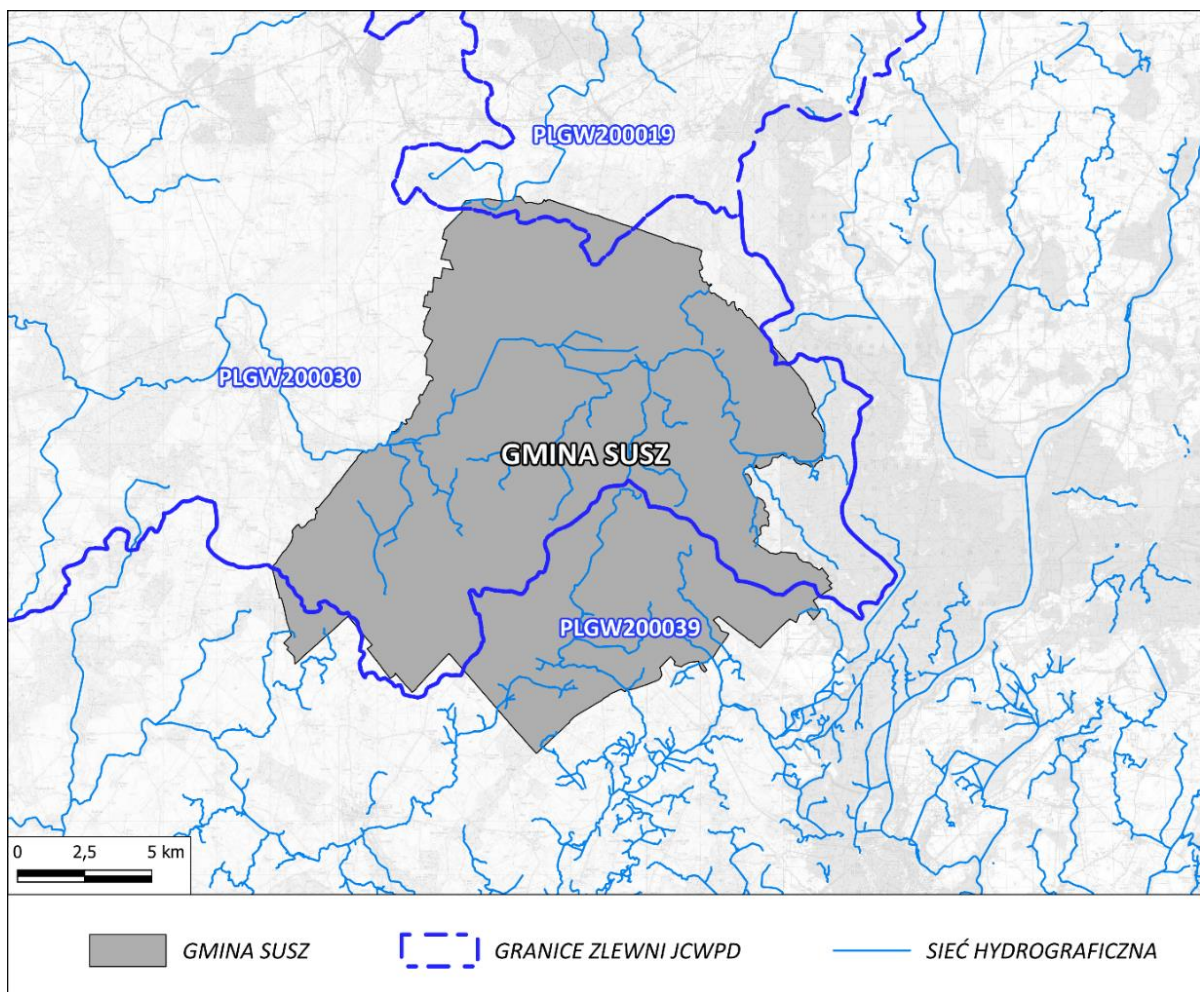 PLGW200019
PLGW200030
GMINA SUSZ
PLGW200039
0 2,5 5 km
GMINA SUSZ
GRANICE ZLEWNI JCWPD
SIEĆ HYDROGRAFICZNA